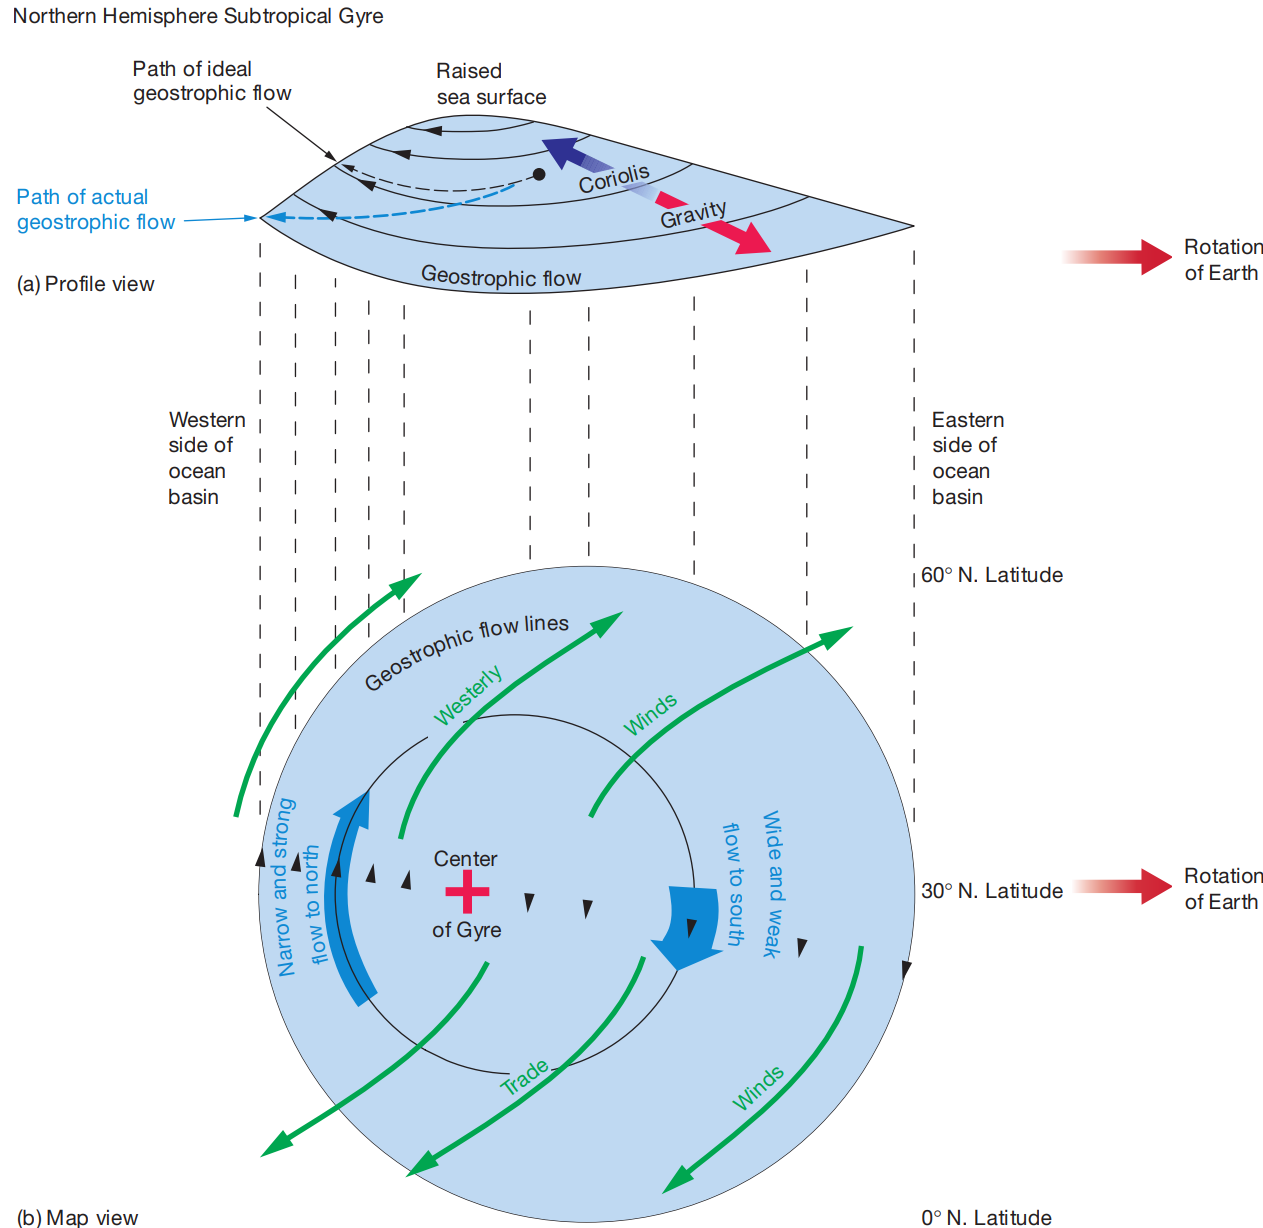 Northern Hemisphere Subtropical Gyre
Path of ideal
geostrophic flow
Raised
sea surface
Coriolis
Gravity
Path of actual
geostrophic flow
Geostrophic flow
Rotation
of Earth
(a) Profile view
Western
side of
ocean
basin
Eastern
side of
ocean
basin
60° N. Latitude
Geostrophic flow lines
Westerly
Winds
Narrow and strong
flow to north
Center
of Gyre
flow to south
Wide and weak
30° N. Latitude
Rotation
of Earth
Trade
Winds
(b) Map view
0° N. Latitude